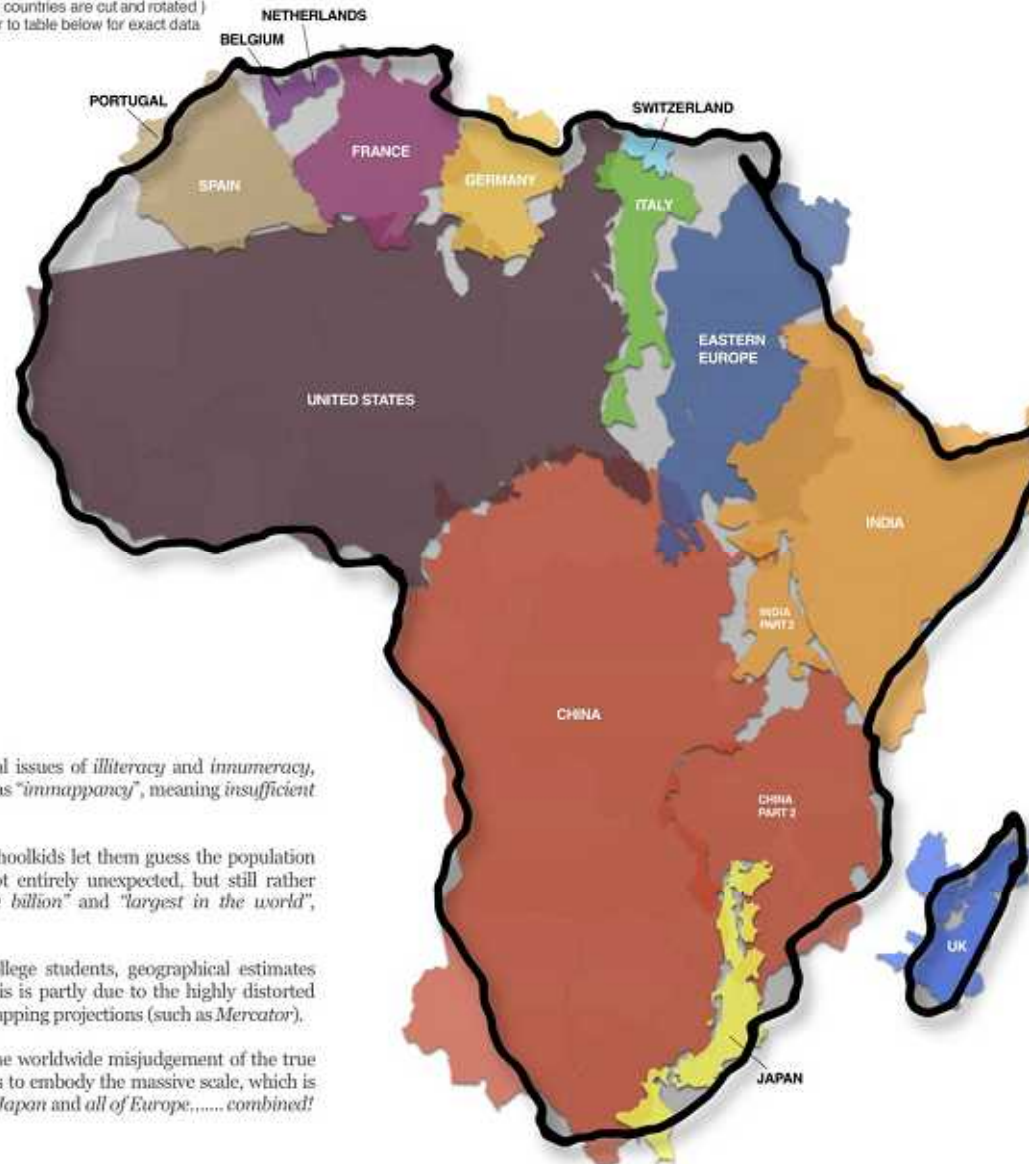 countries are cut and rotated )
r to table below for exact data
NETHERLANDS
BELGIUM
PORTUGAL
SWITZERLAND
FRANCE
GERMANY
SPAIN
ITALY
EASTERN
EUROPE
UNITED STATES
INDIA
INDIA
PART 2
CHINA
CHINA
PART 2
UK
JAPAN
al issues of illiteracy and innumeracy,
as “immappancy”, meaning insufficient
hoolkids let them guess the population
ot entirely unexpected, but still rather
billion” and “largest in the world”,
llege students, geographical estimates
is is partly due to the highly distorted
apping projections (such as Mercator).
he worldwide misjudgement of the true
s to embody the massive scale, which is
Japan and all of Europe....... combined!